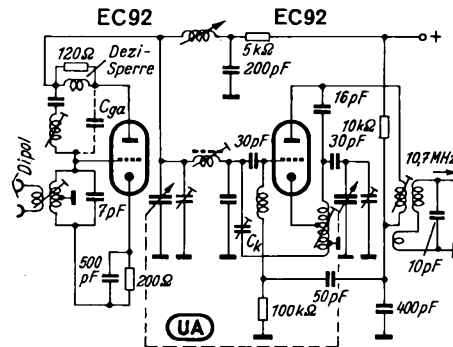 EC92
EC92
120Ω
Dezi-
Sperre
Cga
Dipol
7pF
500
pF
200Ω
5kΩ
200pF
+
16pF
10kΩ
30pF
30pF
10,7MHz
Ck
10pF
50pF
100kΩ
400pF
UA